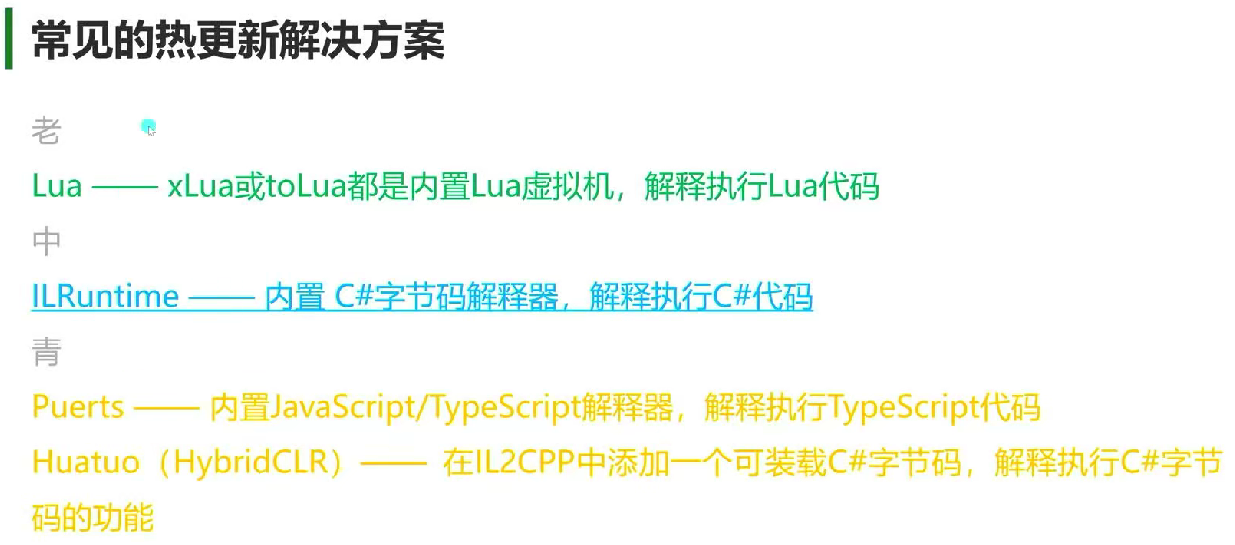 常见的热更新解决方案
老
Lua —— xLua或toLua都是内置Lua虚拟机，解释执行Lua代码
中
ILRuntime —— 内置 C#字节码解释器，解释执行C#代码
青
Puerts —— 内置JavaScript/TypeScript解释器，解释执行TypeScript代码
Huatuo（HybridCLR）—— 在IL2CPP中添加一个可装载C#字节码，解释执行C#字节
码的功能